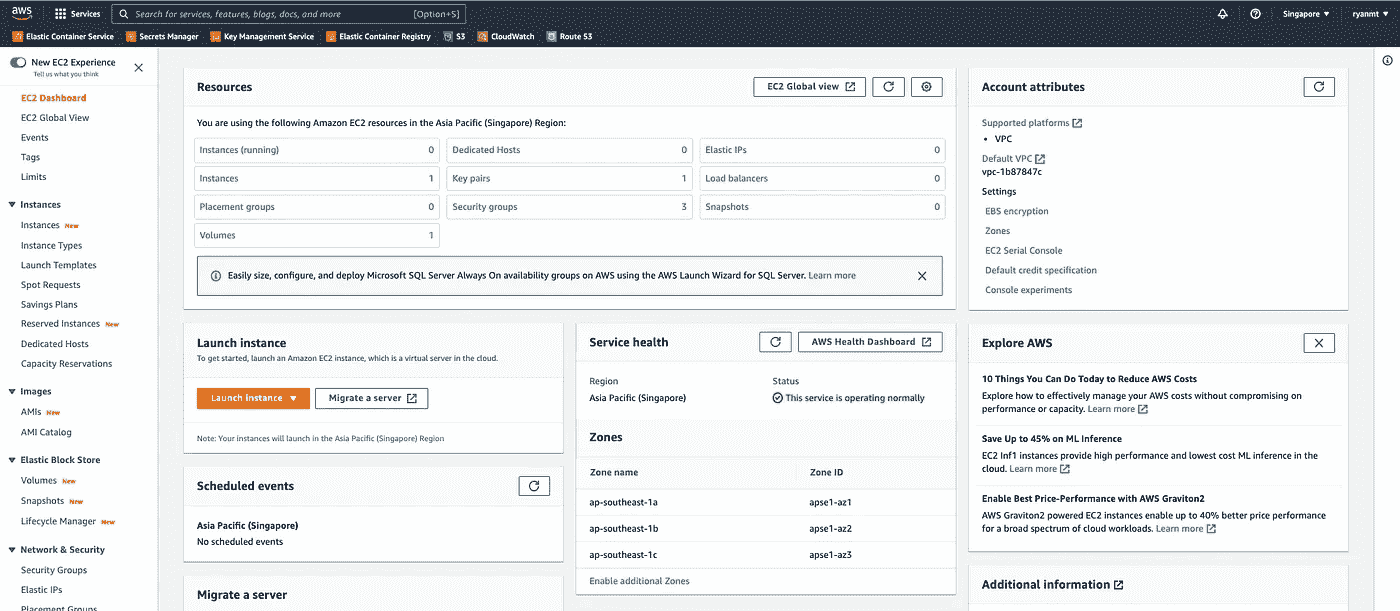 aws
Services
Search for services, features, blogs, docs, and more [Option+S]
Singapore
ryanmt
Elastic Container Service
Secrets Manager
Key Management Service
Elastic Container Registry
S3
CloudWatch
Route 53
New EC2 Experience
Tell us what you think
EC2 Dashboard
EC2 Global View
Events
Tags
Limits
Instances
Instances New
Instance Types
Launch Templates
Spot Requests
Savings Plans
Reserved Instances New
Dedicated Hosts
Capacity Reservations
Images
AMIs New
AMI Catalog
Elastic Block Store
Volumes New
Snapshots New
Lifecycle Manager New
Network & Security
Security Groups
Elastic IPs
Placement Groups
Resources
EC2 Global view
You are using the following Amazon EC2 resources in the Asia Pacific (Singapore) Region:
Instances (running) 0
Dedicated Hosts 0
Elastic IPs 0
Instances 1
Key pairs 1
Load balancers 0
Placement groups 0
Security groups 3
Snapshots 0
Volumes 1
Easily size, configure, and deploy Microsoft SQL Server Always On availability groups on AWS using the AWS Launch Wizard for SQL Server. Learn more
Launch instance
To get started, launch an Amazon EC2 instance, which is a virtual server in the cloud.
Launch instance
Migrate a server
Note: Your instances will launch in the Asia Pacific (Singapore) Region
Scheduled events
Asia Pacific (Singapore)
No scheduled events
Migrate a server
Service health
AWS Health Dashboard
Region
Status
Asia Pacific (Singapore)
This service is operating normally
Zones
Zone name
Zone ID
ap-southeast-1a
apse1-az1
ap-southeast-1b
apse1-az2
ap-southeast-1c
apse1-az3
Enable additional Zones
Account attributes
Supported platforms
• VPC
Default VPC
vpc-1b87847c
Settings
EBS encryption
Zones
EC2 Serial Console
Default credit specification
Console experiments
Explore AWS
10 Things You Can Do Today to Reduce AWS Costs
Explore how to effectively manage your AWS costs without compromising on
performance or capacity. Learn more
Save Up to 45% on ML Inference
EC2 Inf1 instances provide high performance and lowest cost ML inference in the
cloud. Learn more
Enable Best Price-Performance with AWS Graviton2
AWS Graviton2 powered EC2 instances enable up to 40% better price performance
for a broad spectrum of cloud workloads. Learn more
Additional information